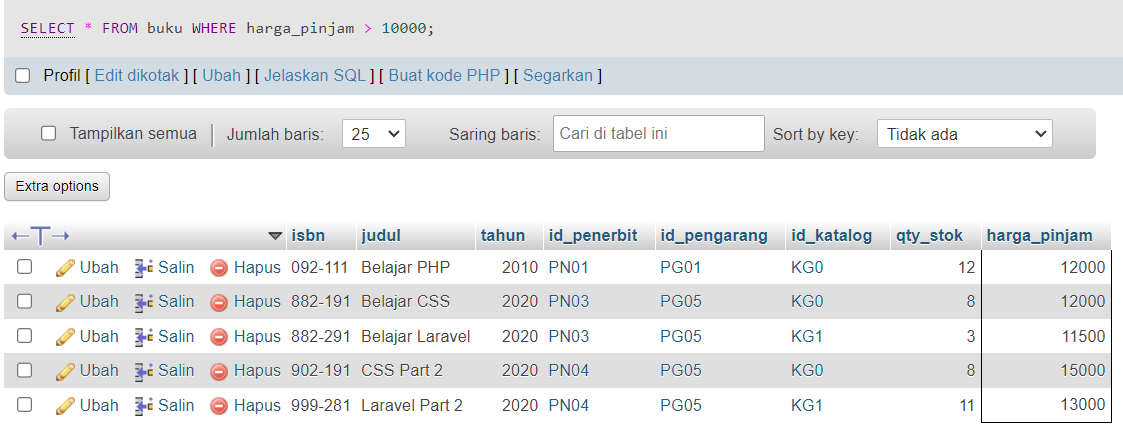 SELECT * FROM buku WHERE harga_pinjam > 10000;
Profil [ Edit dikotak ] [ Ubah ] [ Jelaskan SQL ] [ Buat kode PHP ] [ Segarkan ]
Tampilkan semua | Jumlah baris: 25 Saring baris: Cari di tabel ini Sort by key: Tidak ada
Extra options
←T→ isbn judul tahun id_penerbit id_pengarang id_katalog qty_stok harga_pinjam
Ubah Salin Hapus 092-111 Belajar PHP 2010 PN01 PG01 KG0 12 12000
Ubah Salin Hapus 882-191 Belajar CSS 2020 PN03 PG05 KG0 8 12000
Ubah Salin Hapus 882-291 Belajar Laravel 2020 PN03 PG05 KG1 3 11500
Ubah Salin Hapus 902-191 CSS Part 2 2020 PN04 PG05 KG0 8 15000
Ubah Salin Hapus 999-281 Laravel Part 2 2020 PN04 PG05 KG1 11 13000